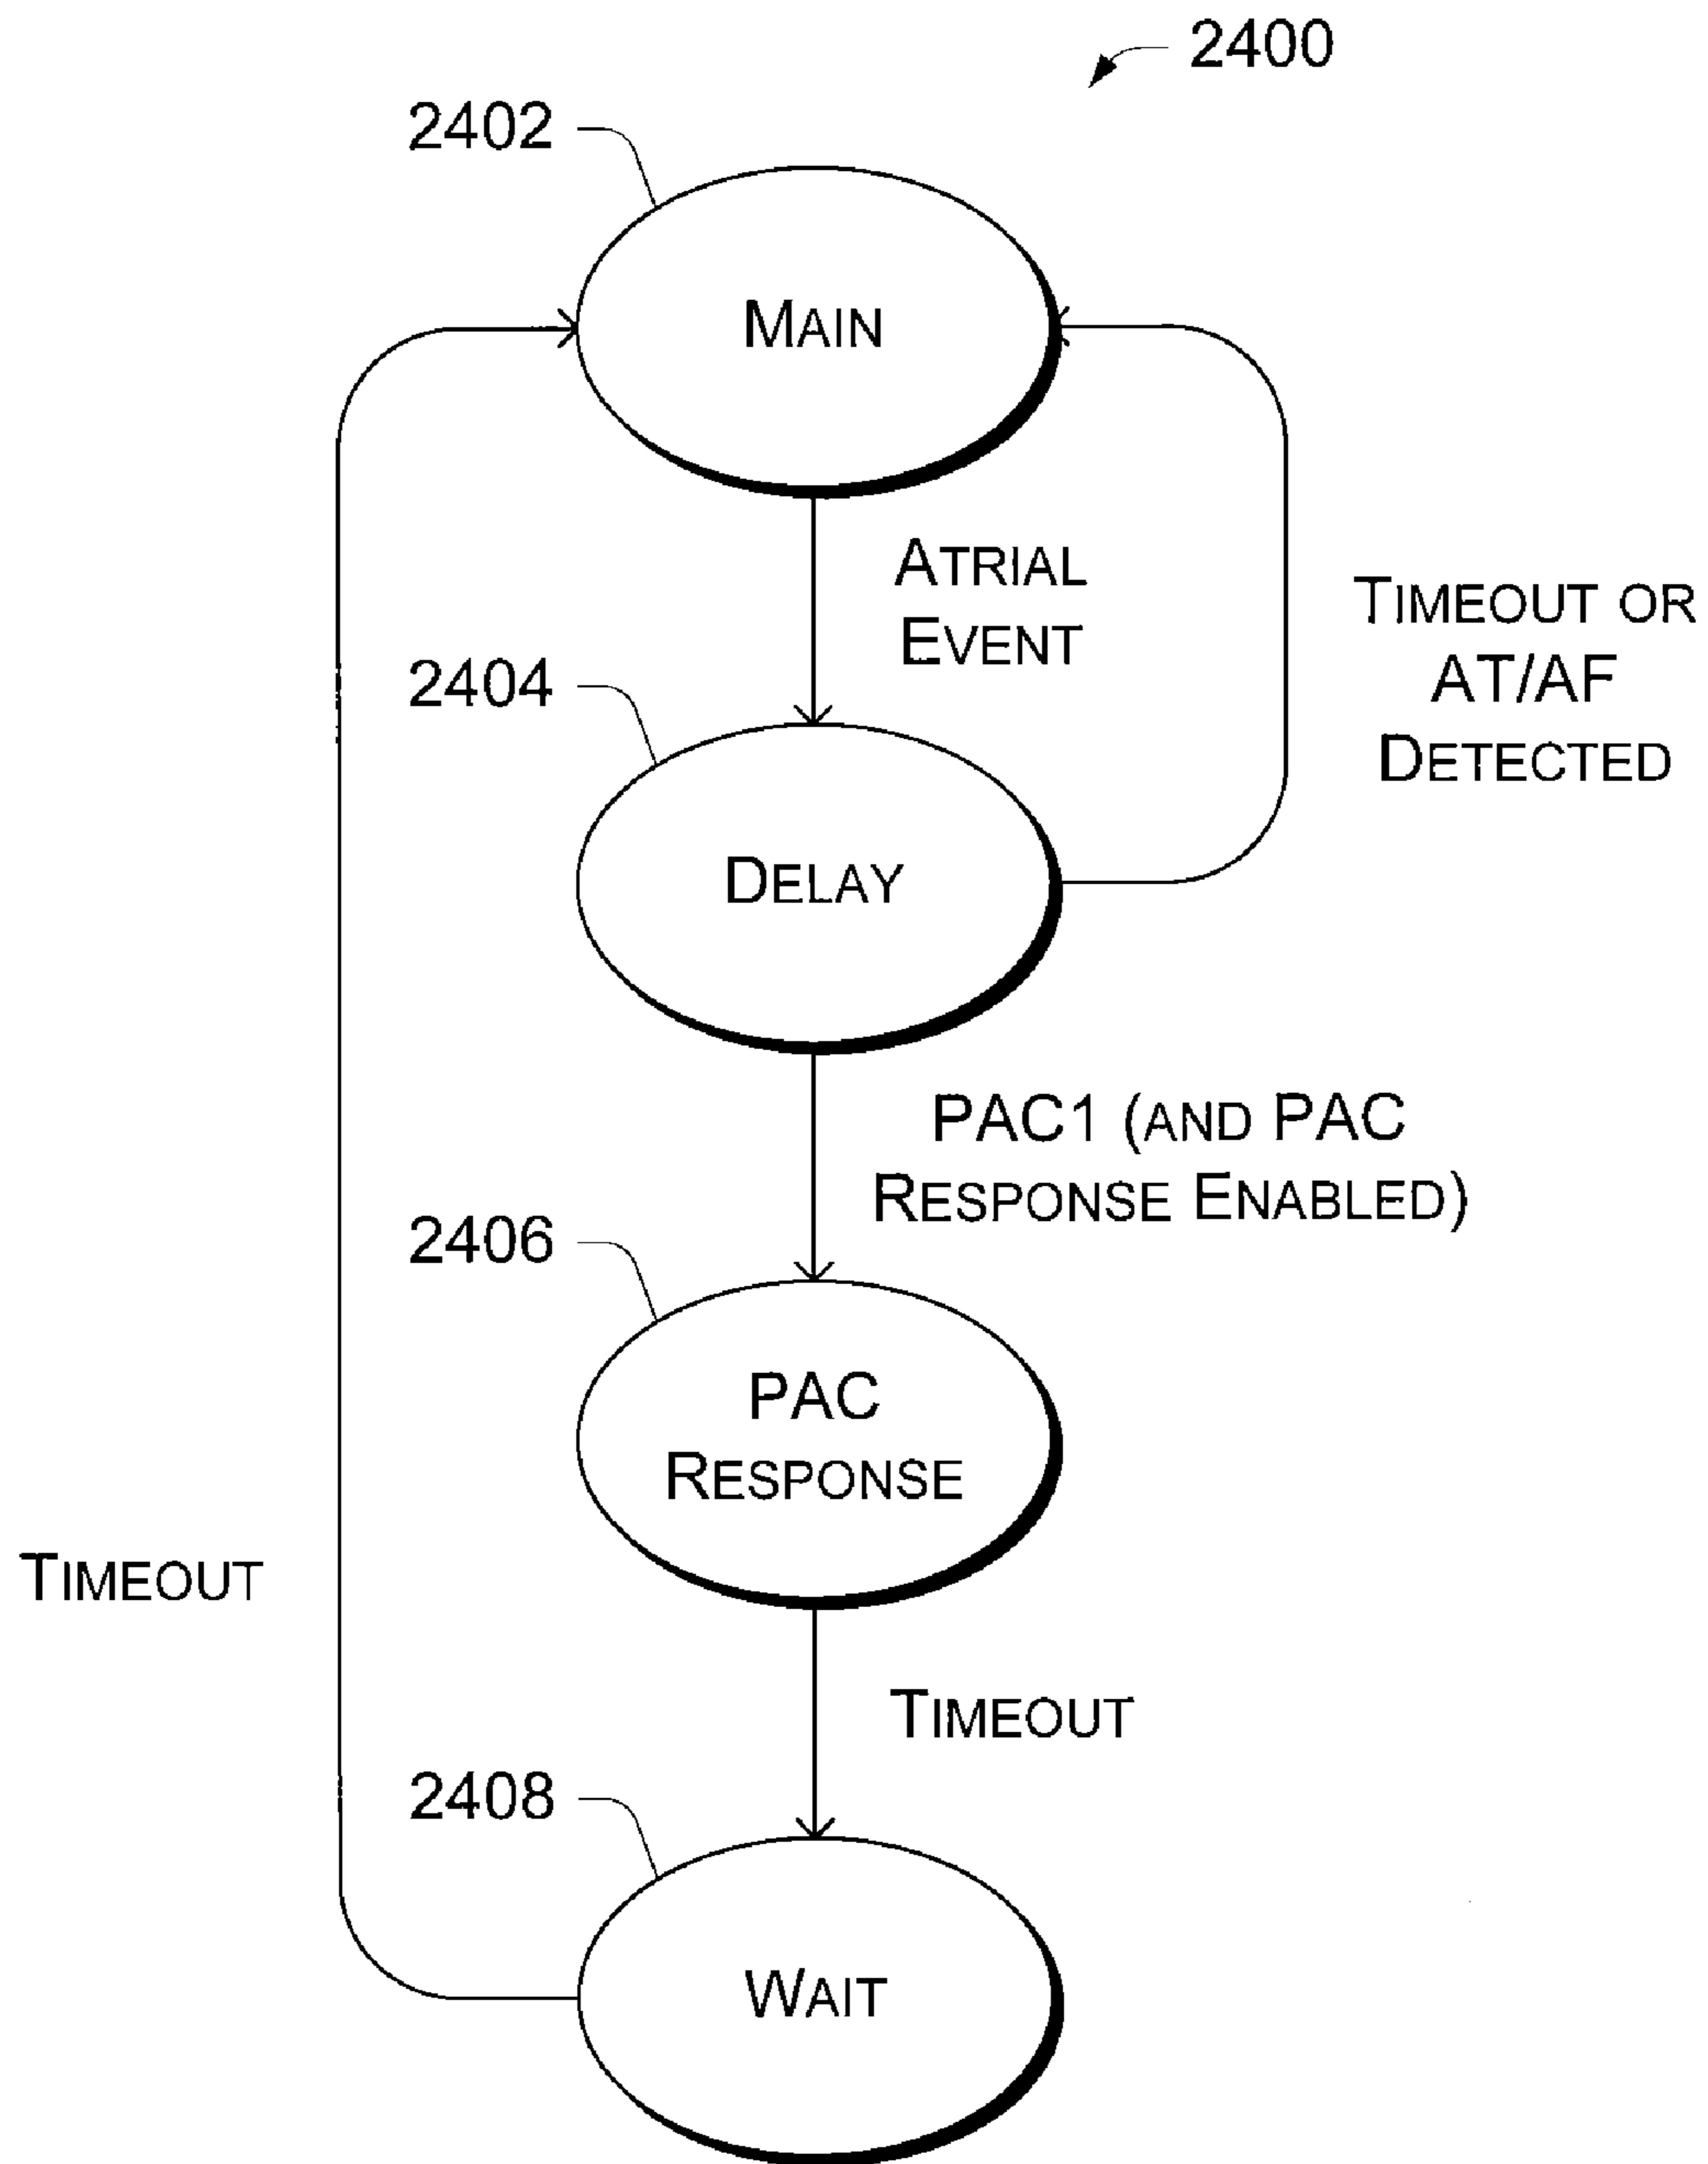 2400
2402
MAIN
ATRIAL
EVENT
TIMEOUT OR
AT/AF
DETECTED
2404
DELAY
PAC1 (AND PAC
RESPONSE ENABLED)
2406
PAC
RESPONSE
TIMEOUT
TIMEOUT
2408
WAIT